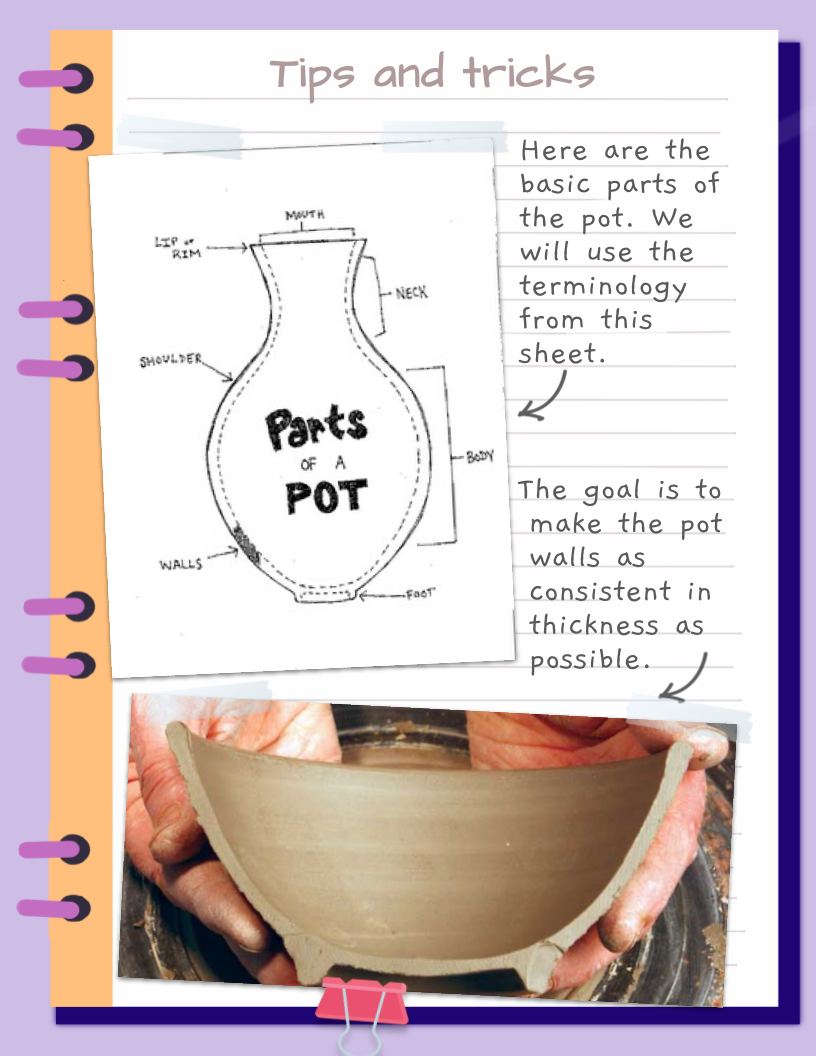 Tips and tricks
Here are the
basic parts of
the pot. We
will use the
terminology
from this
sheet.
MOUTH
LIP or
RIM
NECK
SHOULDER
Parts
OF A
POT
BODY
WALLS
FOOT
The goal is to
make the pot
walls as
consistent in
thickness as
possible.